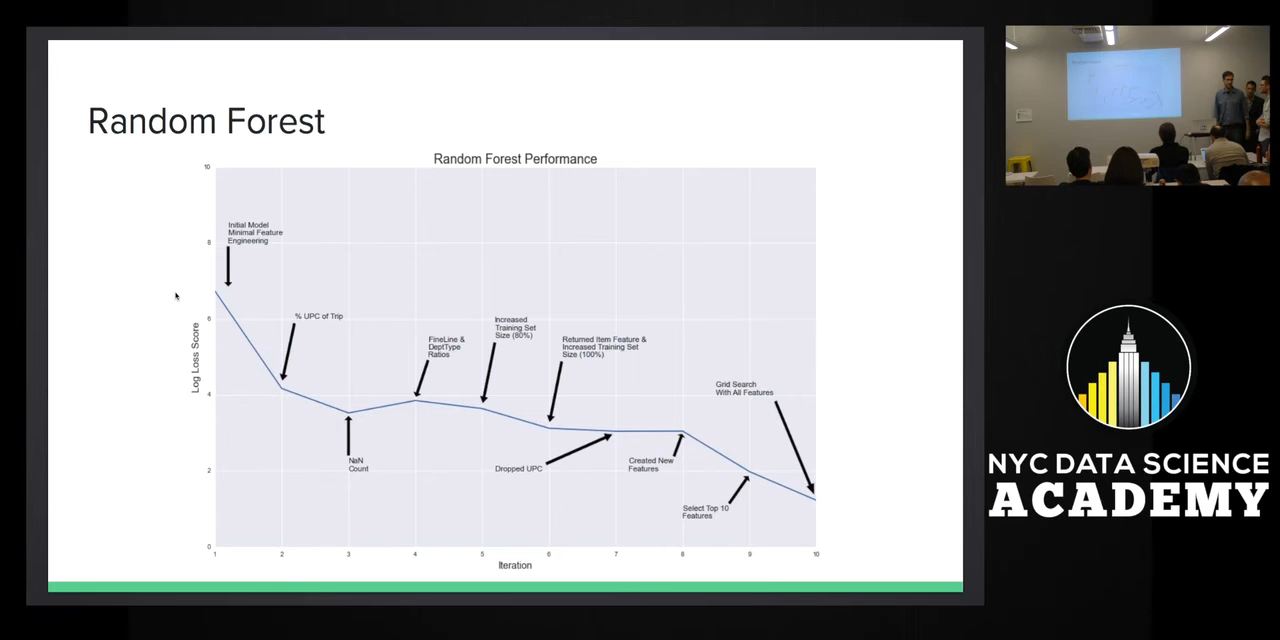 Random Forest
Random Forest Performance
Log Loss Score
10
8
6
4
2
0
Initial Model
Minimal Feature
Engineering
% UPC of Trip
NaN
Count
FineLine &
DeptType
Ratios
Increased
Training Set
Size (80%)
Returned Item Feature &
Increased Training Set
Size (100%)
Dropped UPC
Created New
Features
Select Top 10
Features
Grid Search
With All Features
1 2 3 4 5 6 7 8 9 10
Iteration
NYC DATA SCIENCE
ACADEMY